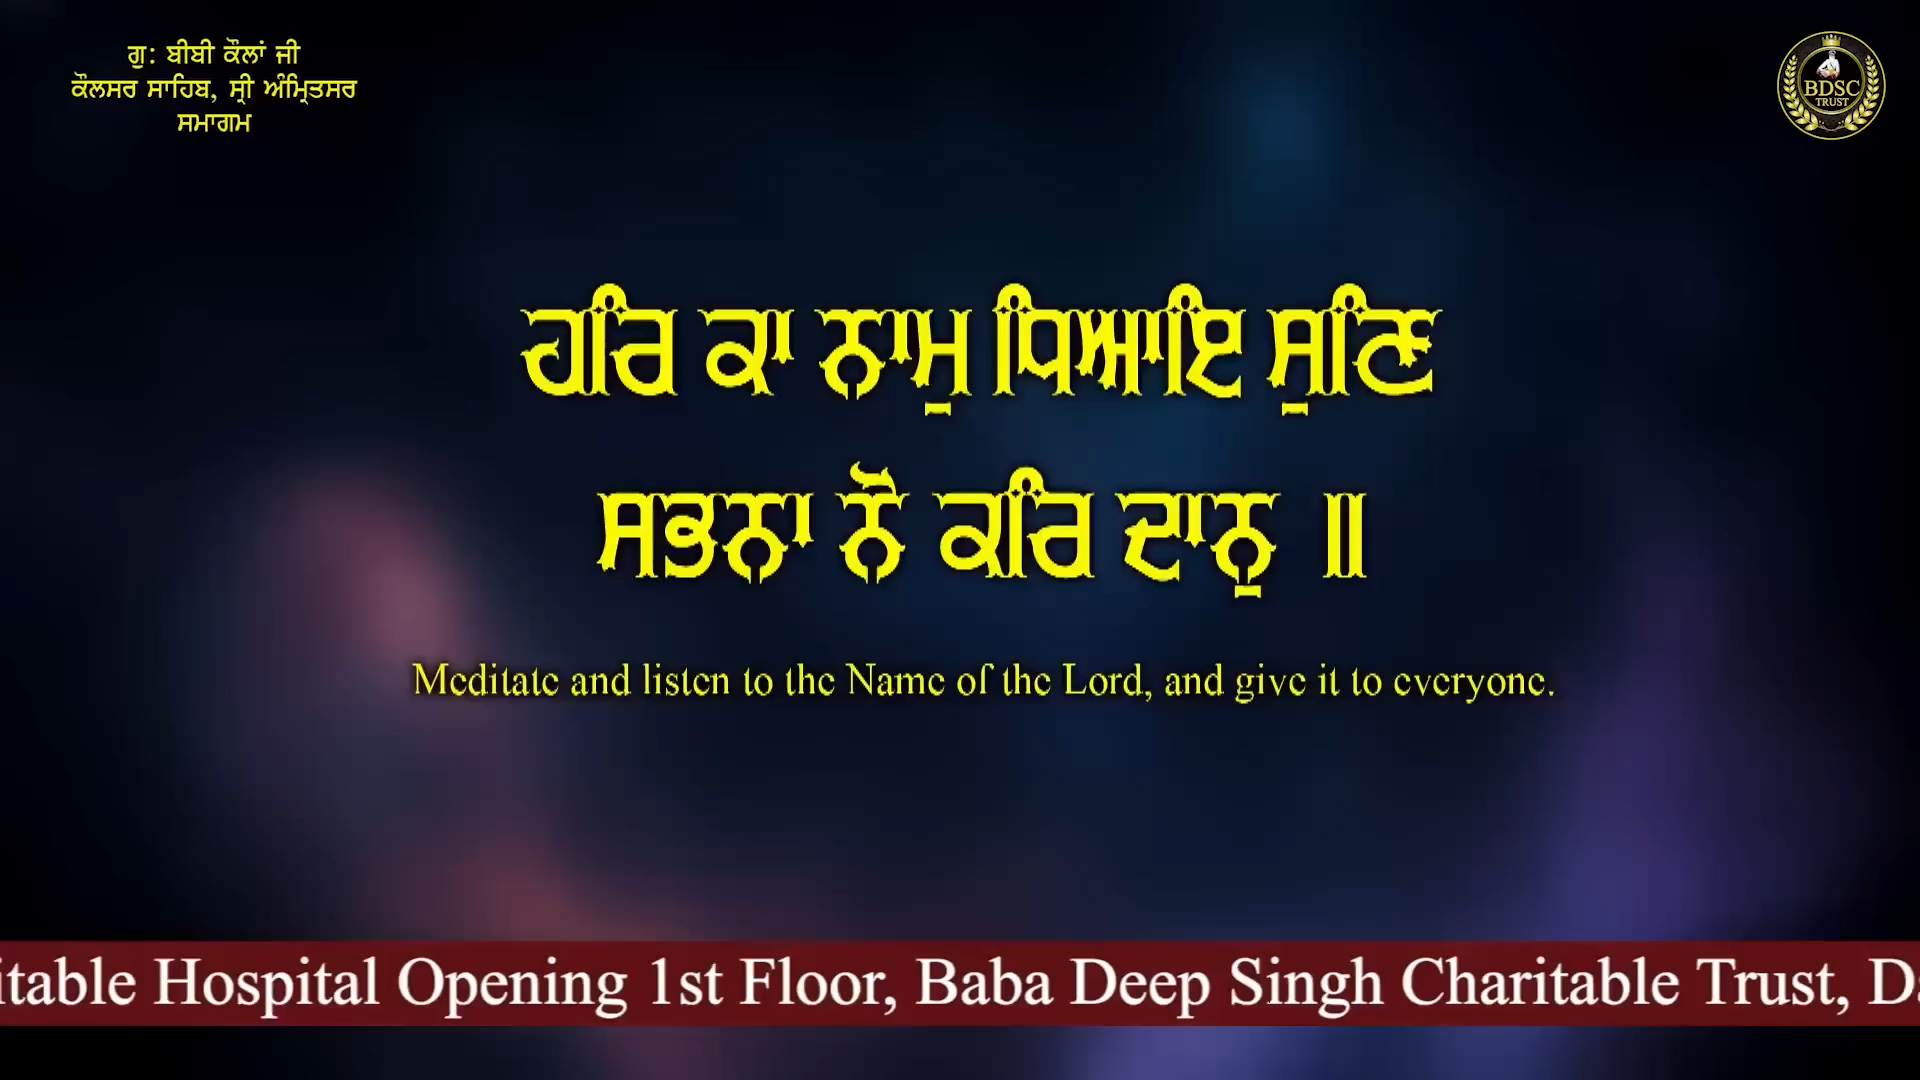 ਗੁ: ਬੀਬੀ ਕੌਲਾਂ ਜੀ
ਕੌਲਸਰ ਸਾਹਿਬ, ਸ੍ਰੀ ਅੰਮ੍ਰਿਤਸਰ
ਸਮਾਗਮ
BDSC
TRUST
ਹਰਿ ਕਾ ਨਾਮੁ ਧਿਆਇ ਸੁਣਿ
ਸਭਨਾ ਨੋ ਕਰਿ ਦਾਨੁ ॥
Meditate and listen to the Name of the Lord, and give it to everyone.
itable Hospital Opening 1st Floor, Baba Deep Singh Charitable Trust,